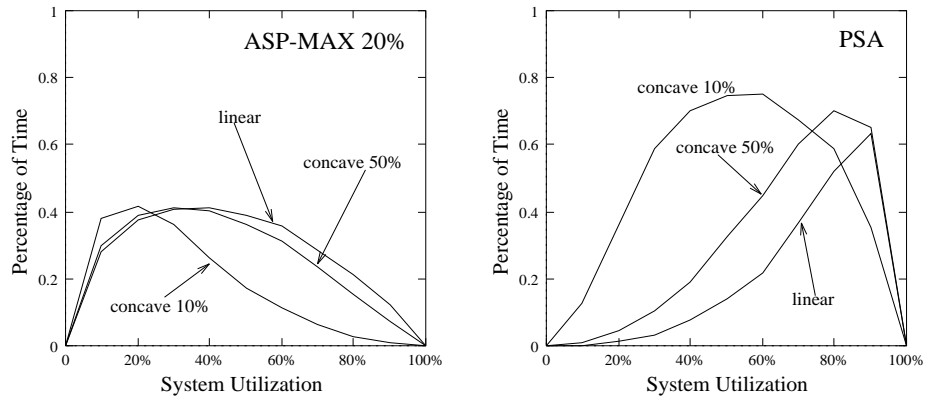 ASP-MAX 20%
Percentage of Time
1
0.8
0.6
0.4
0.2
0
linear
concave 50%
concave 10%
0 20% 40% 60% 80% 100%
System Utilization
PSA
Percentage of Time
1
0.8
0.6
0.4
0.2
0
concave 10%
concave 50%
linear
0 20% 40% 60% 80% 100%
System Utilization